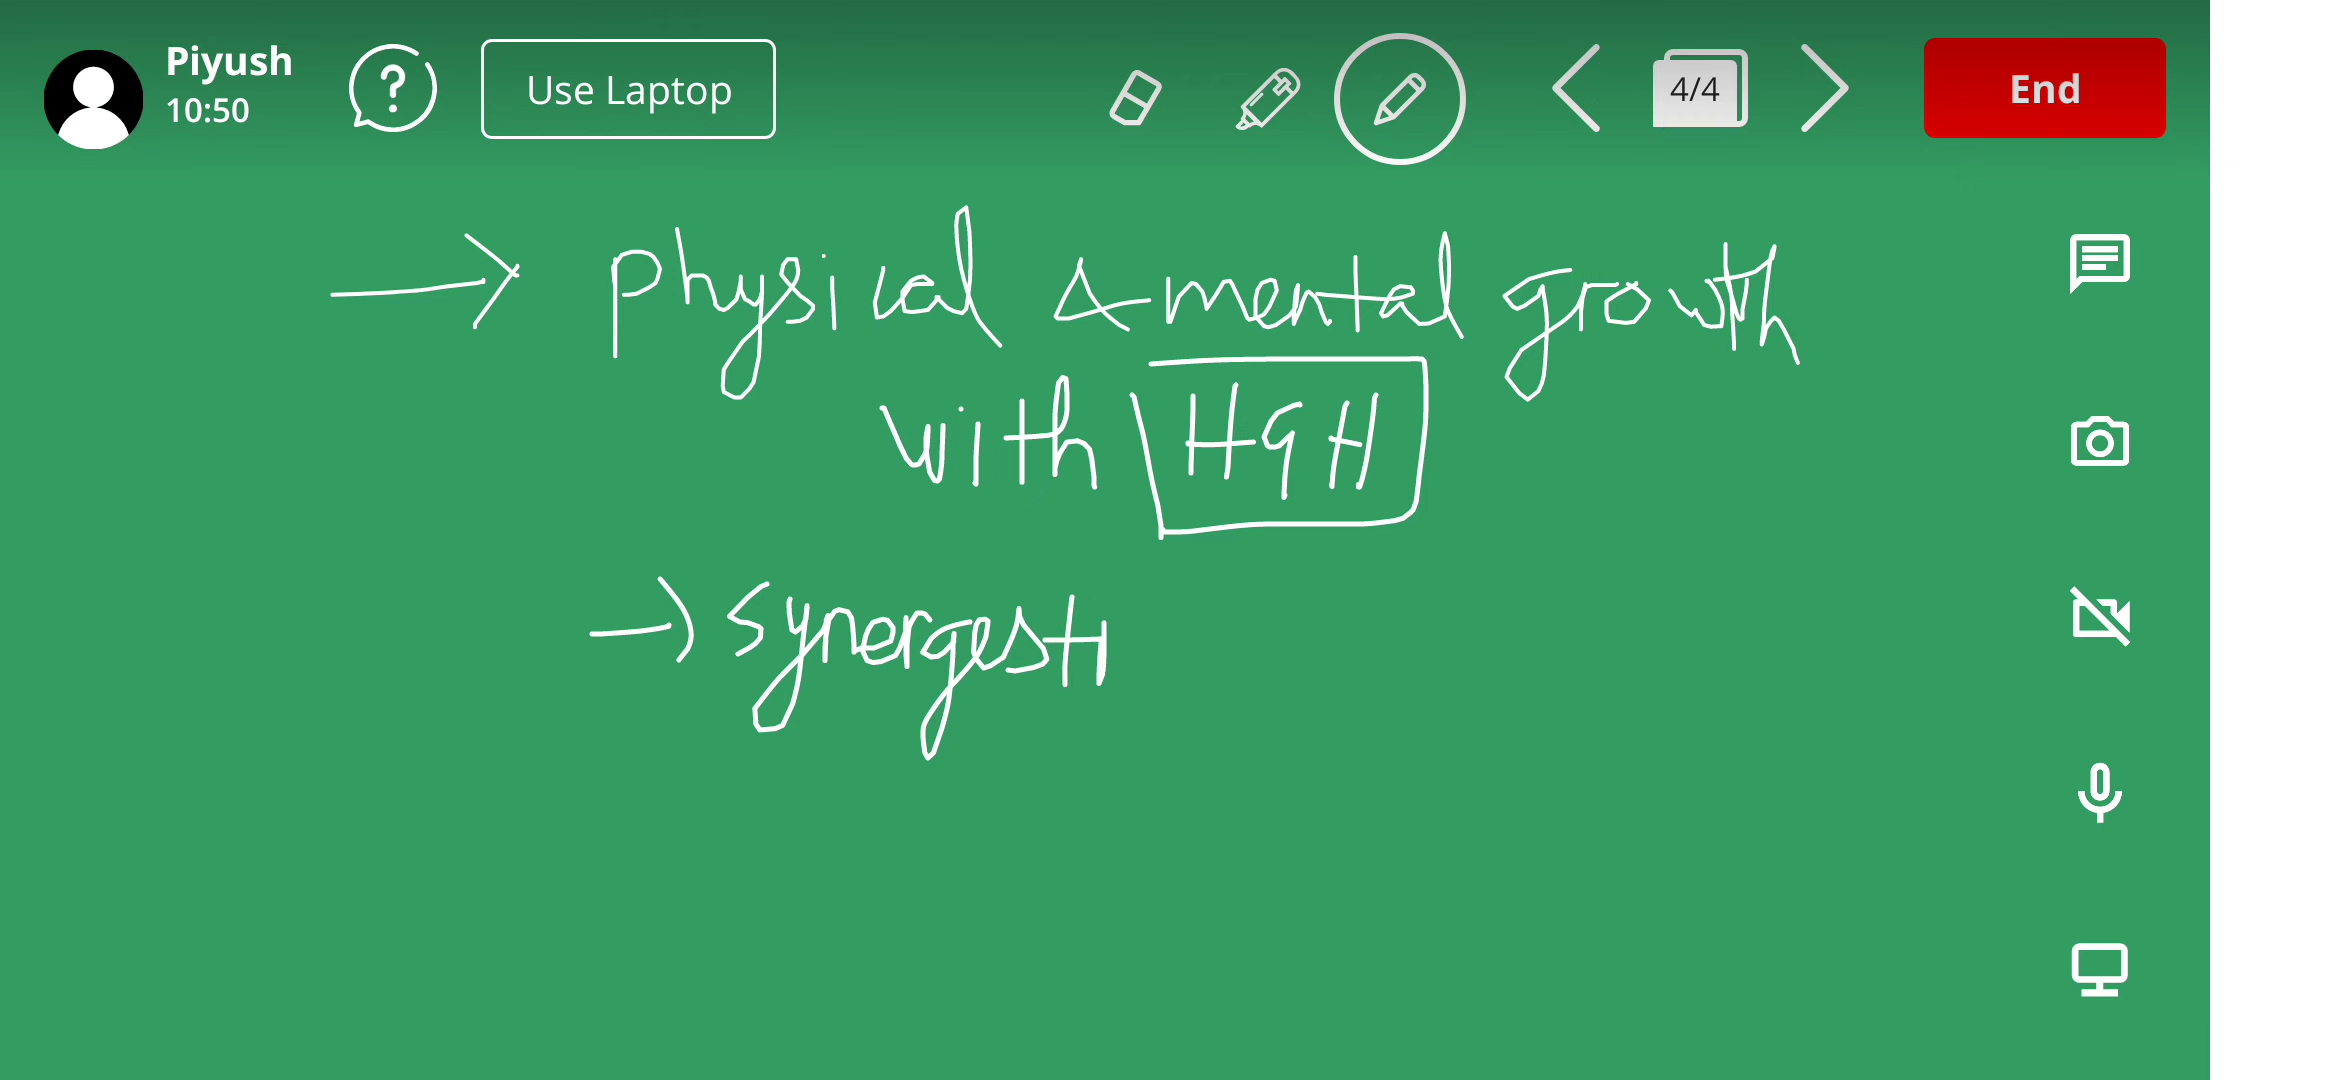 Piyush
10:50
?
Use Laptop
4/4
End
→ Physical & mental growth
with HGH
→ Synergesti